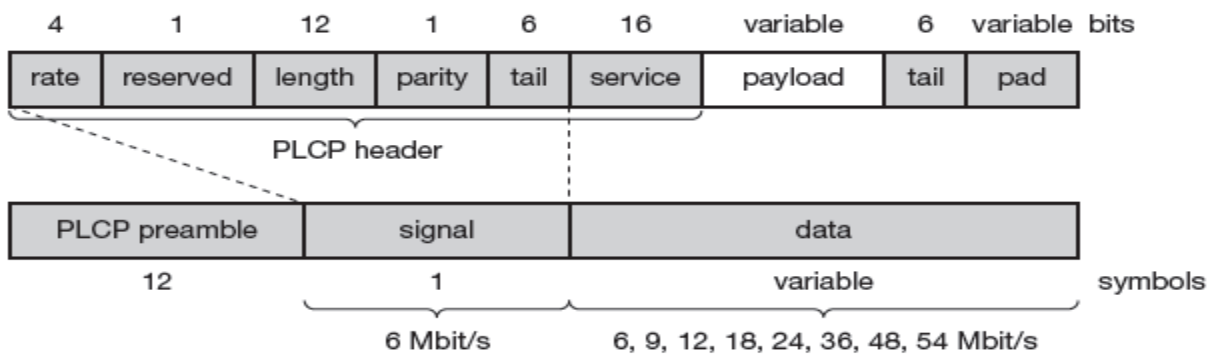 4 1 12 1 6 16 variable 6 variable bits
rate reserved length parity tail service payload tail pad
PLCP header
PLCP preamble signal data
12 1 variable symbols
6 Mbit/s 6, 9, 12, 18, 24, 36, 48, 54 Mbit/s